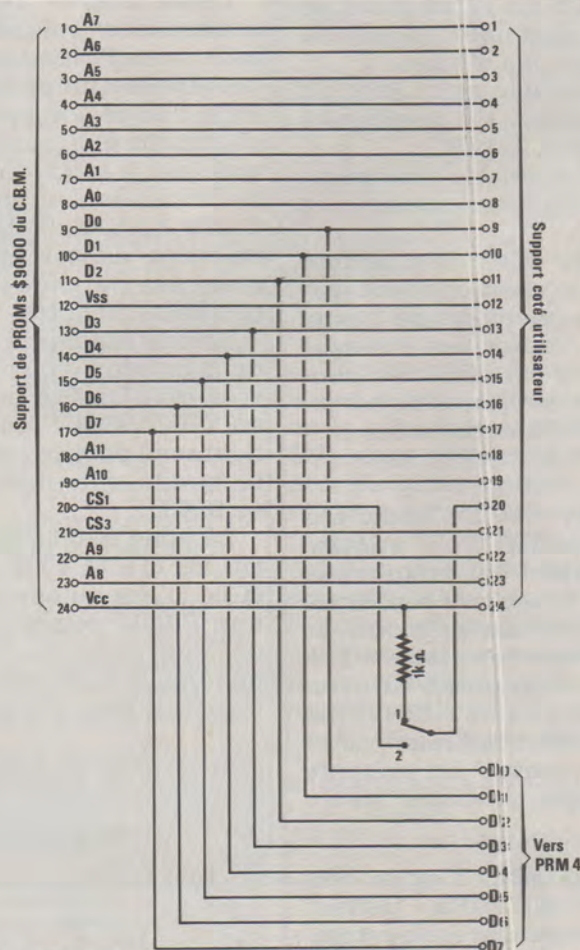 Support de PROMs $9000 du C.B.M.
1 A7 1
2 A6 2
3 A5 3
4 A4 4
5 A3 5
6 A2 6
7 A1 7
8 A0 8
9 D0 9
10 D1 10
11 D2 11
12 Vss 12
13 D3 13
14 D4 14
15 D5 15
16 D6 16
17 D7 17
18 A11 18
19 A10 19
20 CS1 20
21 CS3 21
22 A9 22
23 A8 23
24 Vcc 24
Support coté utilisateur
1kΩ
1
2
D0
D1
D2
D3
D4
D5
D6
D7
Vers
PRM 4